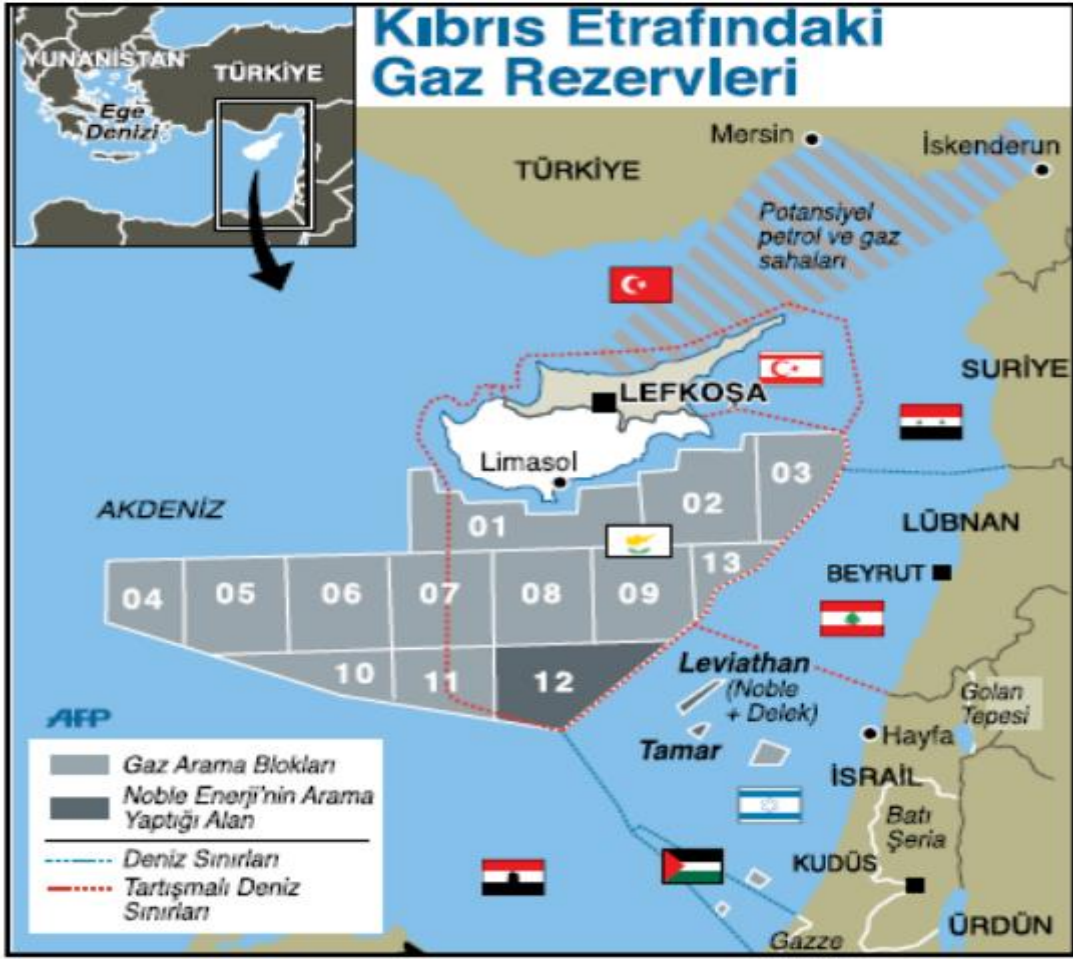 Kıbrıs Etrafındaki
Gaz Rezervleri
YUNANİSTAN
TÜRKİYE
Ege
Denizi
Mersin
İskenderun
TÜRKİYE
Potansiyel
petrol ve gaz
sahaları
SURİYE
LEFKOŞA
Limasol
03
02
01
AKDENİZ
LÜBNAN
BEYRUT
13
04
05
06
07
08
09
10
11
12
Leviathan
(Noble
+ Delek)
Golan
Tepesi
Tamar
Hayfa
İSRAİL
Batı
Şeria
KUDÜS
ÜRDÜN
Gazze
AFP
Gaz Arama Blokları
Noble Enerji'nin Arama
Yaptığı Alan
Deniz Sınırları
Tartışmalı Deniz
Sınırları